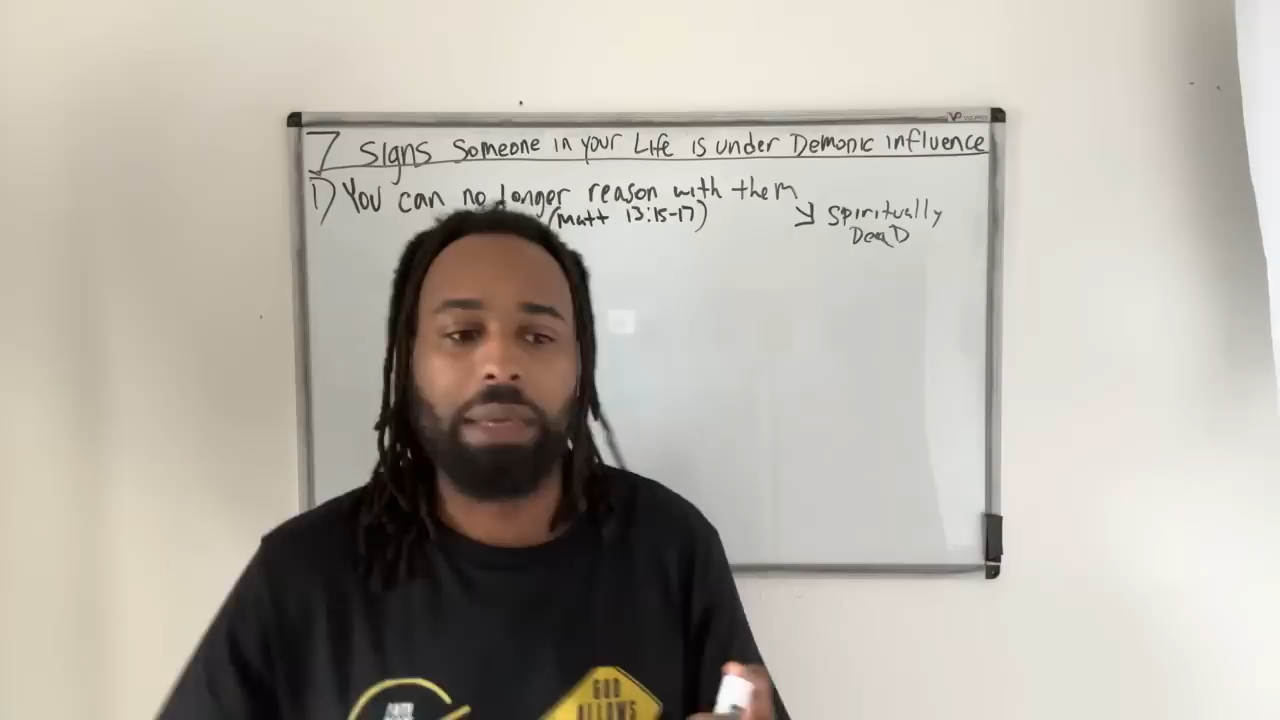 7 Signs Someone in your Life is under Demonic influence
1) You can no longer reason with them
(Matt 13:15-17)
↘ Spiritually
DeaD
GOD
ALLOWS